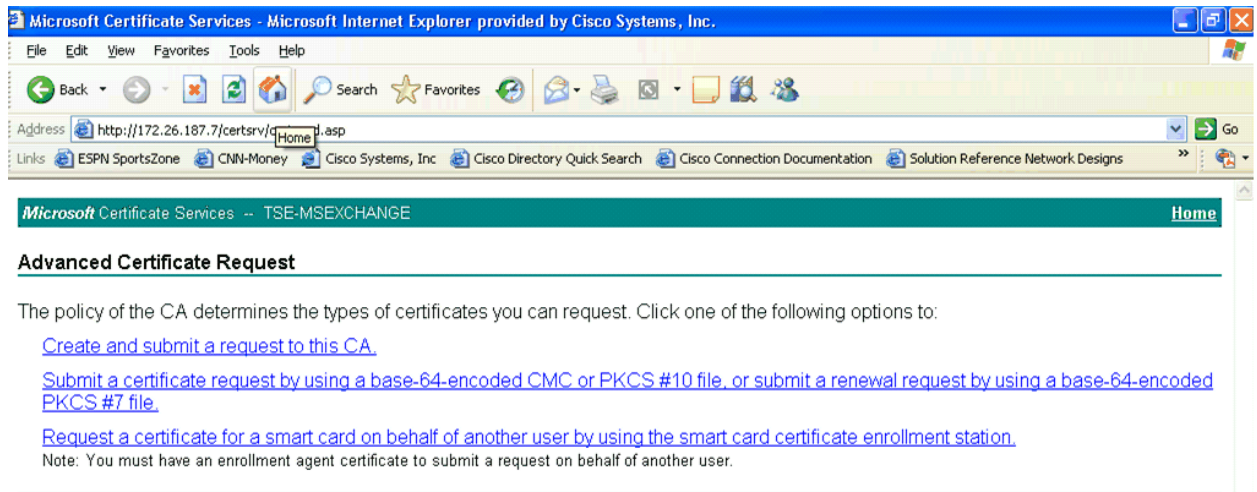 Microsoft Certificate Services - Microsoft Internet Explorer provided by Cisco Systems, Inc.
File Edit View Favorites Tools Help
Back Search Favorites
Address http://172.26.187.7/certsrv/ d.asp Go
Home
Links ESPN SportsZone CNN-Money Cisco Systems, Inc Cisco Directory Quick Search Cisco Connection Documentation Solution Reference Network Designs »
Microsoft Certificate Services -- TSE-MSEXCHANGE Home
Advanced Certificate Request
The policy of the CA determines the types of certificates you can request. Click one of the following options to:
Create and submit a request to this CA.
Submit a certificate request by using a base-64-encoded CMC or PKCS #10 file, or submit a renewal request by using a base-64-encoded
PKCS #7 file.
Request a certificate for a smart card on behalf of another user by using the smart card certificate enrollment station.
Note: You must have an enrollment agent certificate to submit a request on behalf of another user.